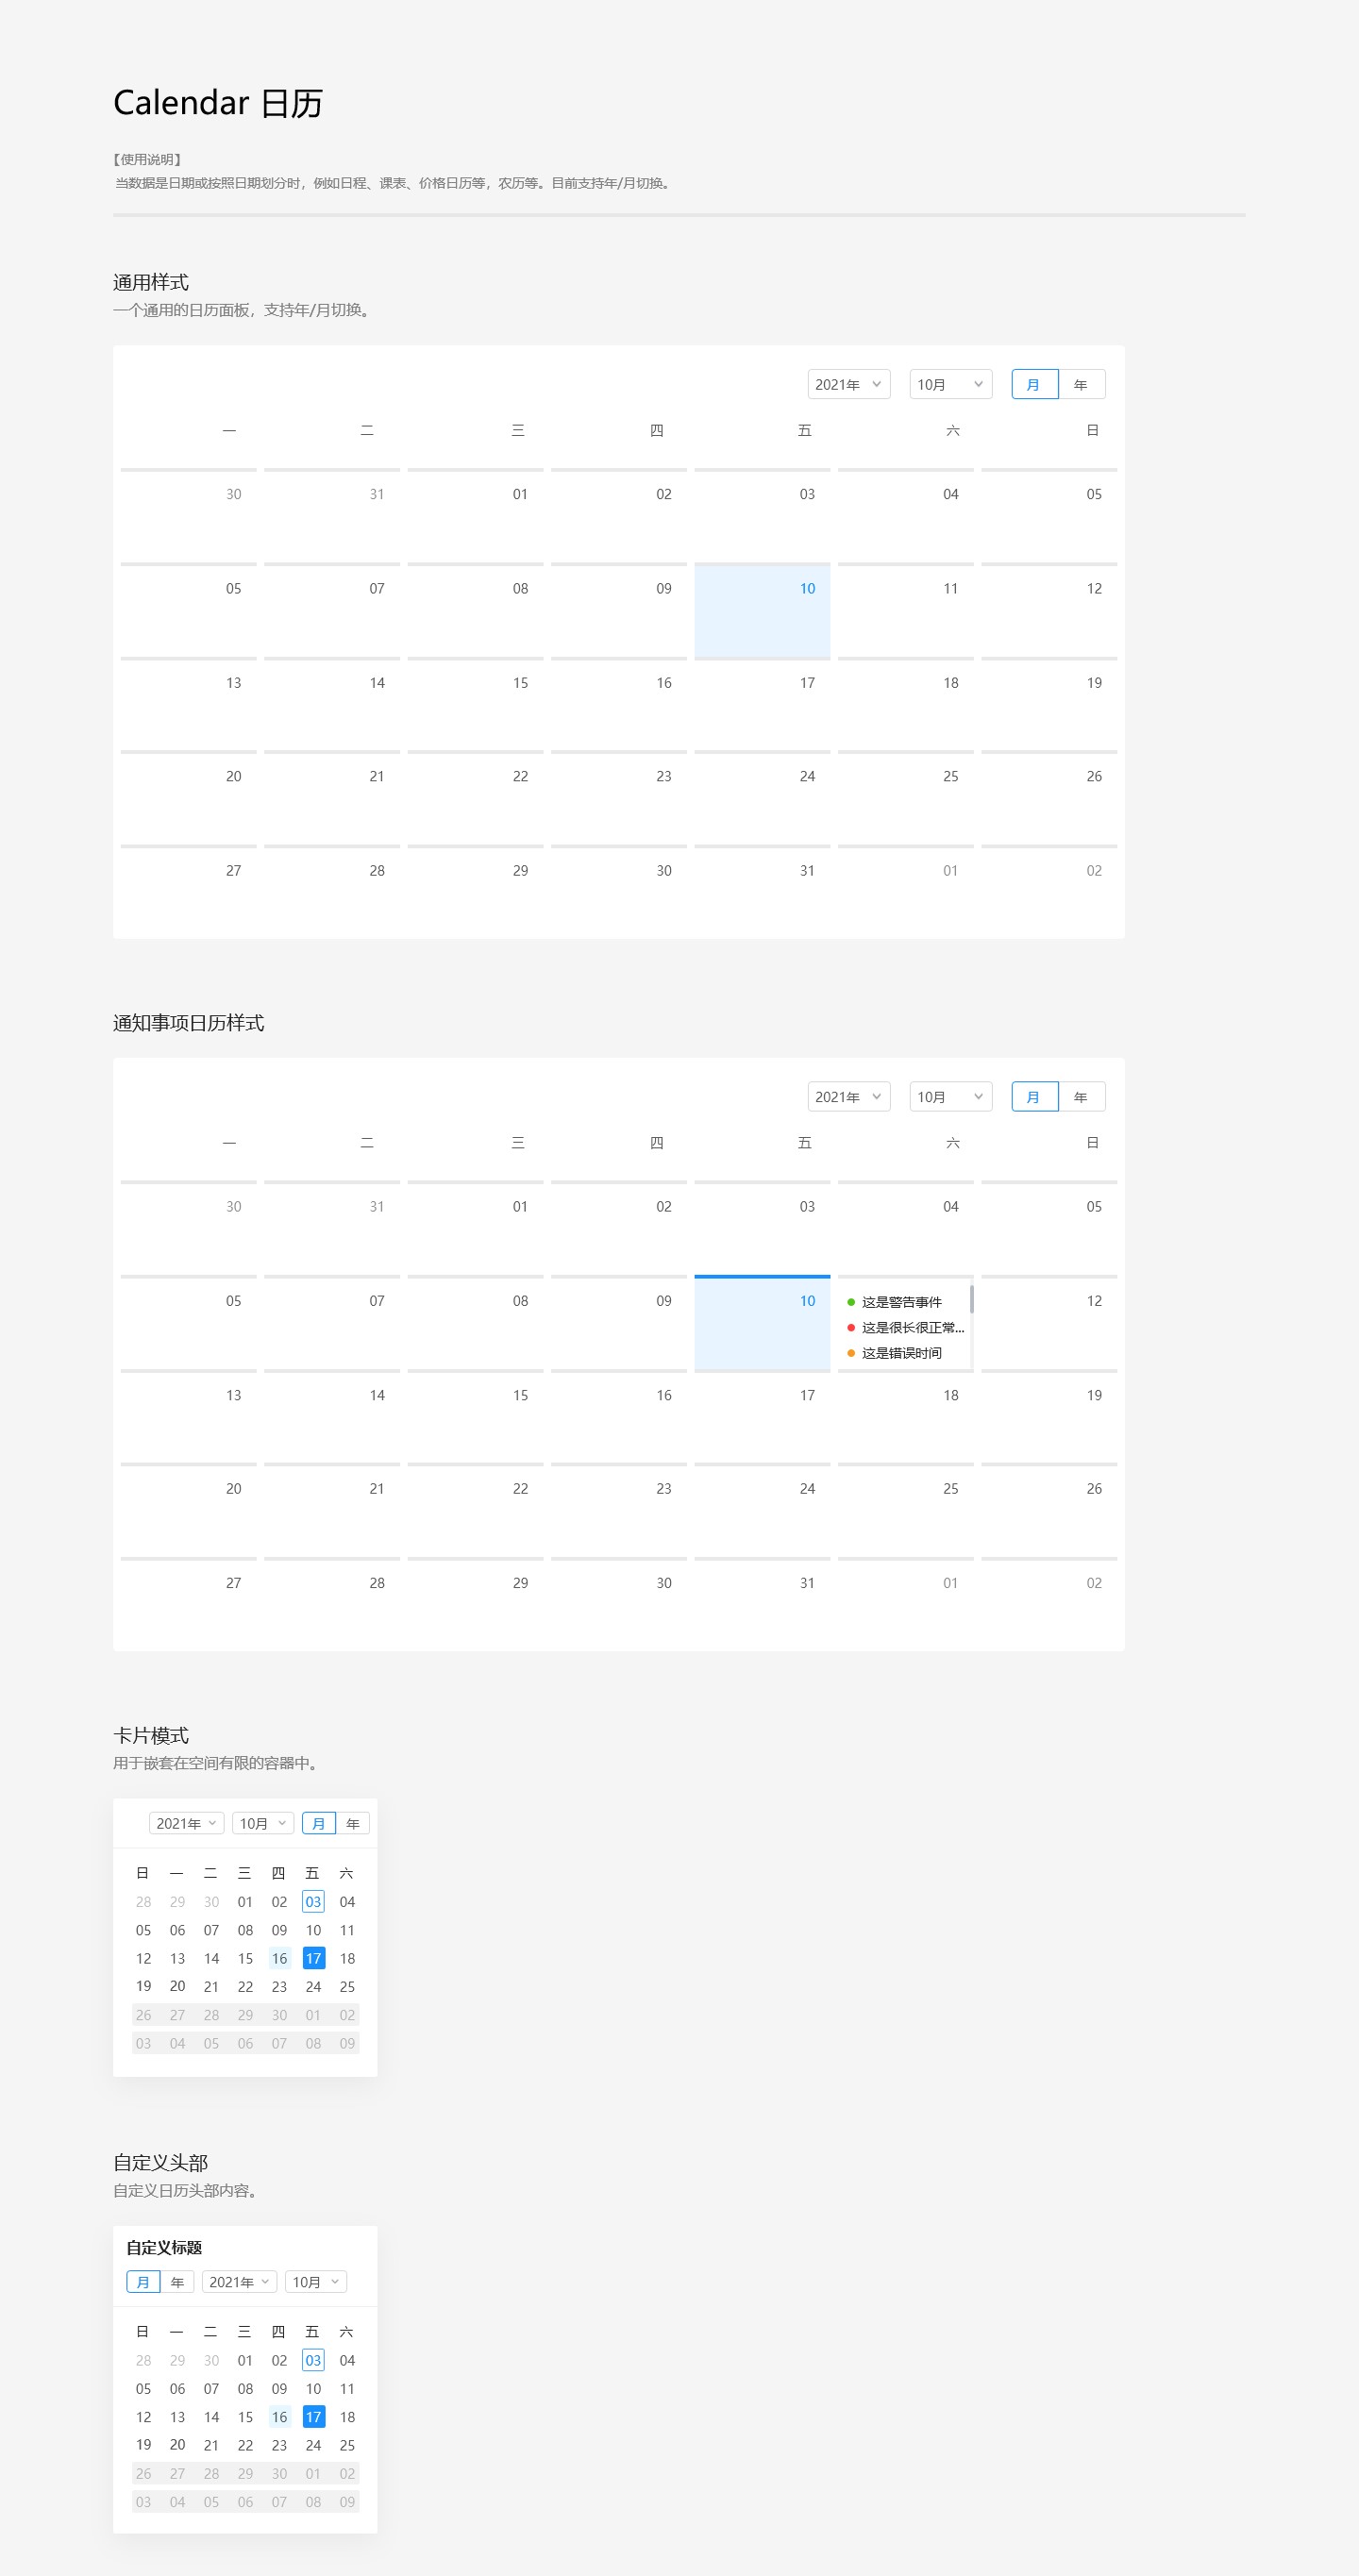 Calendar 日历
【使用说明】
当数据是日期或按照日期划分时，例如日程、课表、价格日历等，农历等。目前支持年/月切换。
通用样式
一个通用的日历面板，支持年/月切换。
2021年 10月 月 年
一 二 三 四 五 六 日
30 31 01 02 03 04 05
05 07 08 09 10 11 12
13 14 15 16 17 18 19
20 21 22 23 24 25 26
27 28 29 30 31 01 02
通知事项日历样式
2021年 10月 月 年
一 二 三 四 五 六 日
30 31 01 02 03 04 05
05 07 08 09 10 12
这是警告事件
这是很长很正常...
这是错误时间
13 14 15 16 17 18 19
20 21 22 23 24 25 26
27 28 29 30 31 01 02
卡片模式
用于嵌套在空间有限的容器中。
2021年 10月 月 年
日 一 二 三 四 五 六
28 29 30 01 02 03 04
05 06 07 08 09 10 11
12 13 14 15 16 17 18
19 20 21 22 23 24 25
26 27 28 29 30 01 02
03 04 05 06 07 08 09
自定义头部
自定义日历头部内容。
自定义标题
月 年 2021年 10月
日 一 二 三 四 五 六
28 29 30 01 02 03 04
05 06 07 08 09 10 11
12 13 14 15 16 17 18
19 20 21 22 23 24 25
26 27 28 29 30 01 02
03 04 05 06 07 08 09